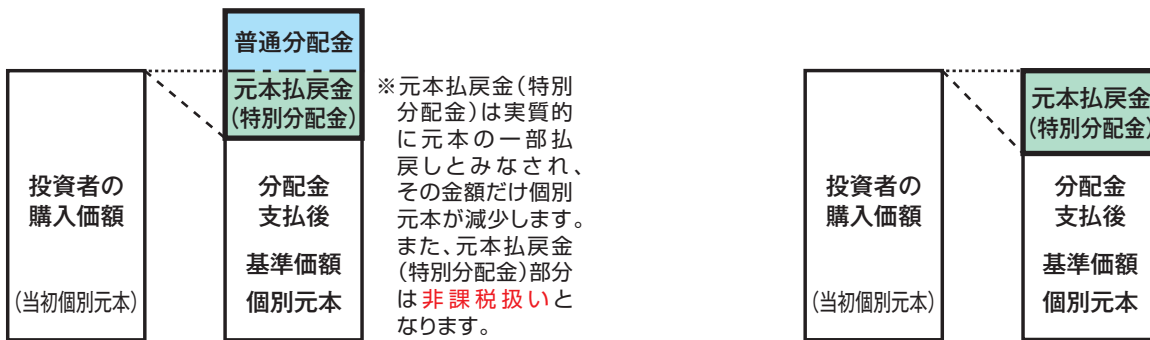 普通分配金
元本払戻金
(特別分配金)
投資者の
購入価額
(当初個別元本)
分配金
支払後
基準価額
個別元本
※元本払戻金(特別
分配金)は実質的
に元本の一部払
戻しとみなされ、
その金額だけ個別
元本が減少します。
また、元本払戻金
(特別分配金)部分
は非課税扱いと
なります。
投資者の
購入価額
(当初個別元本)
元本払戻金
(特別分配金)
分配金
支払後
基準価額
個別元本